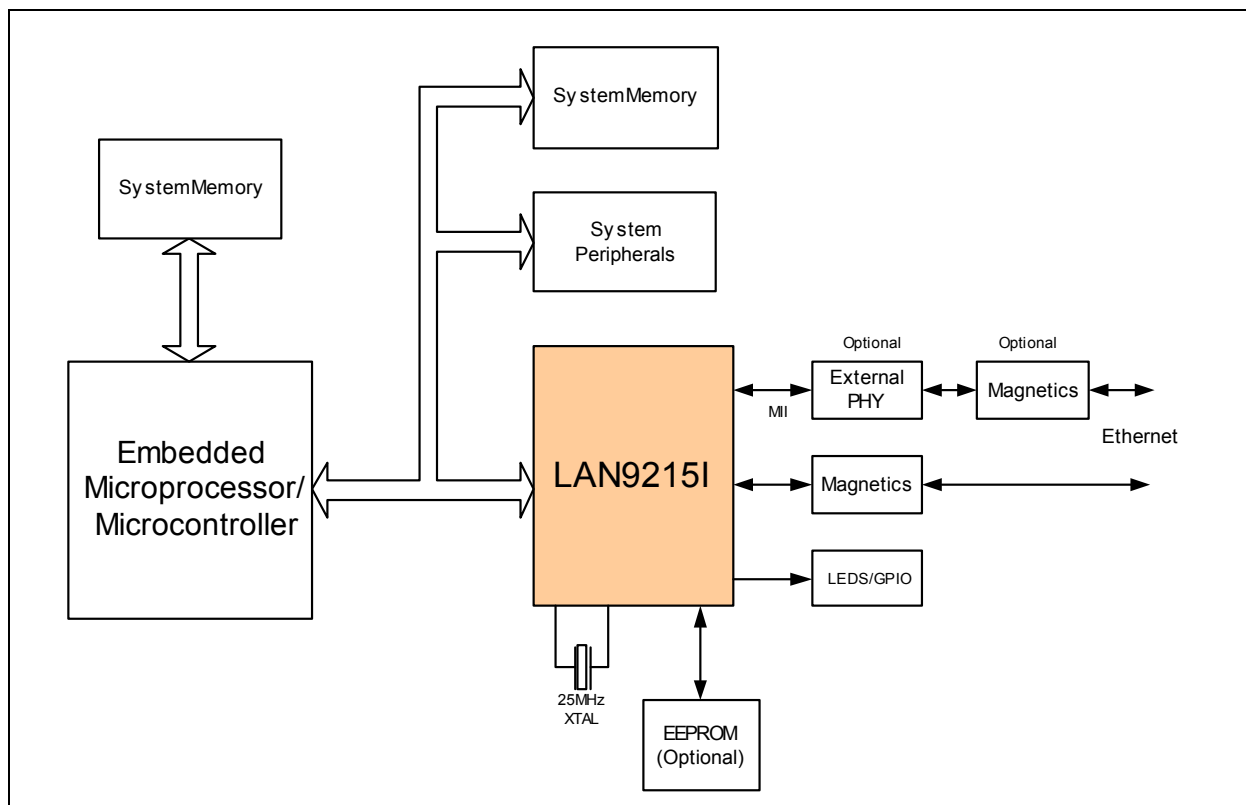 SystemMemory
SystemMemory
System
Peripherals
Embedded
Microprocessor/
Microcontroller
LAN9215I
Optional
External
PHY
Optional
Magnetics
MII
Ethernet
Magnetics
LEDS/GPIO
25MHz
XTAL
EEPROM
(Optional)